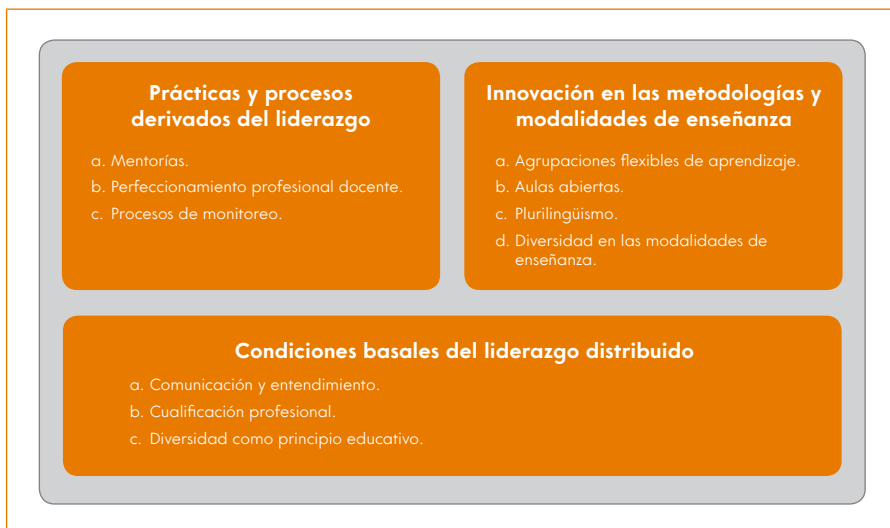 Prácticas y procesos
derivados del liderazgo
a. Mentorías.
b. Perfeccionamiento profesional docente.
c. Procesos de monitoreo.
Innovación en las metodologías y
modalidades de enseñanza
a. Agrupaciones flexibles de aprendizaje.
b. Aulas abiertas.
c. Plurilingüismo.
d. Diversidad en las modalidades de
enseñanza.
Condiciones basales del liderazgo distribuido
a. Comunicación y entendimiento.
b. Cualificación profesional.
c. Diversidad como principio educativo.